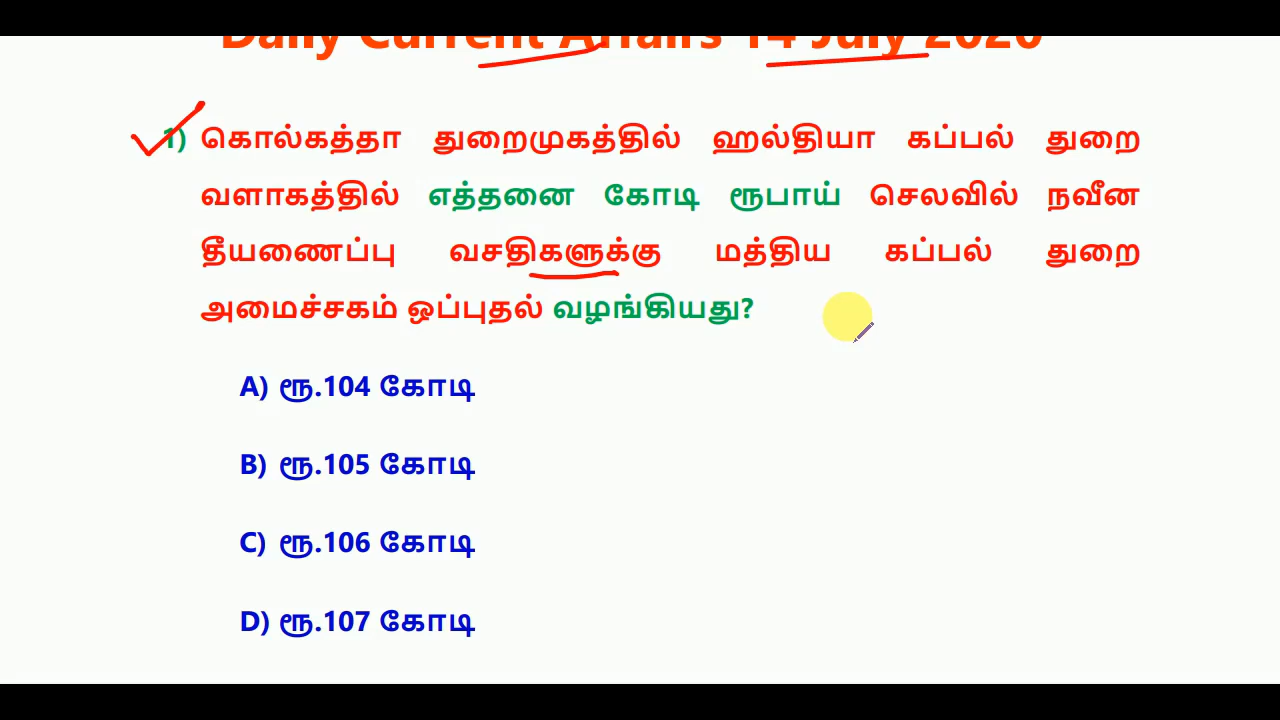 Daily Current Affairs 14 July 2020
1) கொல்கத்தா துறைமுகத்தில் ஹல்தியா கப்பல் துறை
வளாகத்தில் எத்தனை கோடி ரூபாய் செலவில் நவீன
தீயணைப்பு வசதிகளுக்கு மத்திய கப்பல் துறை
அமைச்சகம் ஒப்புதல் வழங்கியது?
A) ரூ.104 கோடி
B) ரூ.105 கோடி
C) ரூ.106 கோடி
D) ரூ.107 கோடி